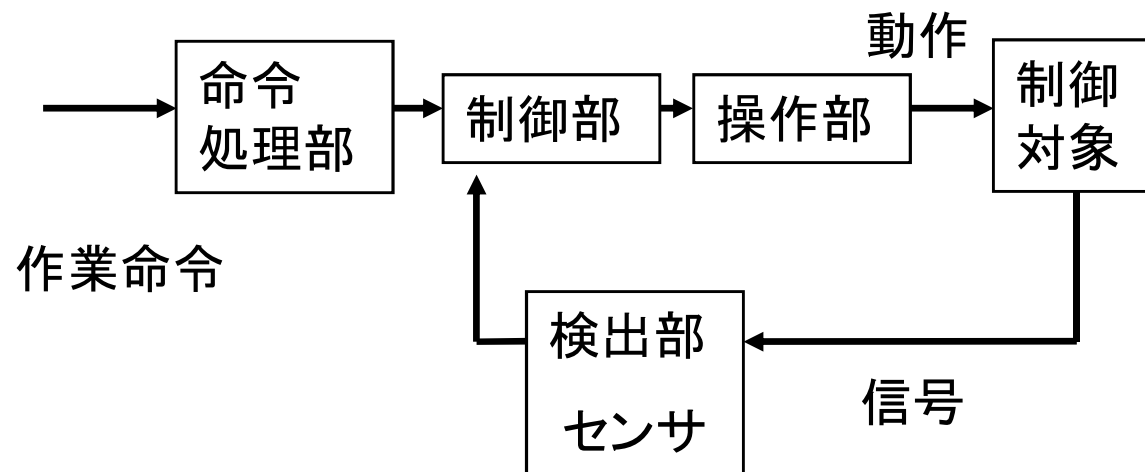 動作
命令
処理部
制御部
操作部
制御
対象
作業命令
検出部
センサ
信号